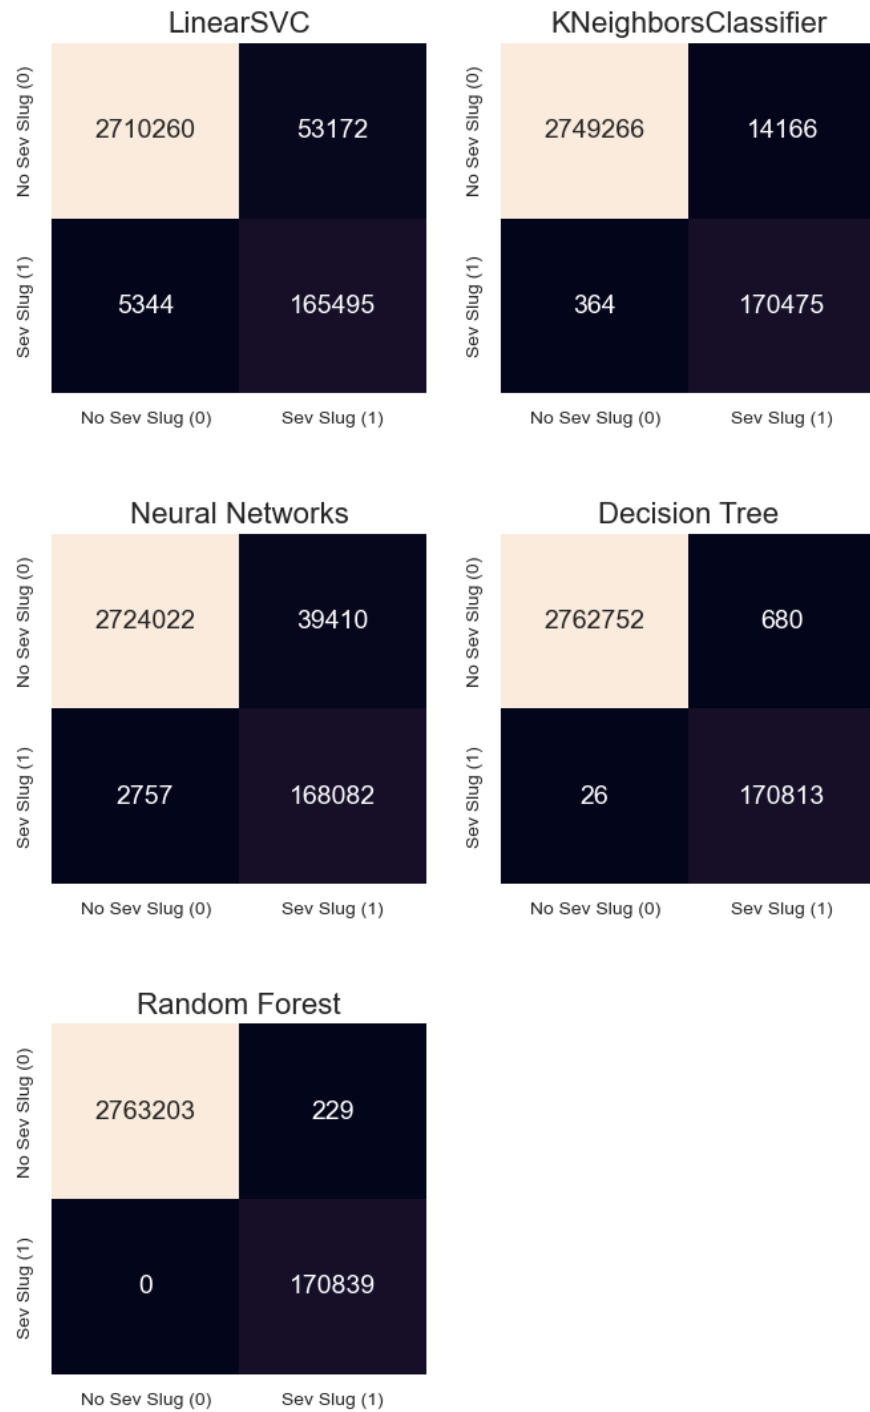 LinearSVC
No Sev Slug (0)
2710260 53172
Sev Slug (1)
5344 165495
No Sev Slug (0) Sev Slug (1)
KNeighborsClassifier
No Sev Slug (0)
2749266 14166
Sev Slug (1)
364 170475
No Sev Slug (0) Sev Slug (1)
Neural Networks
No Sev Slug (0)
2724022 39410
Sev Slug (1)
2757 168082
No Sev Slug (0) Sev Slug (1)
Decision Tree
No Sev Slug (0)
2762752 680
Sev Slug (1)
26 170813
No Sev Slug (0) Sev Slug (1)
Random Forest
No Sev Slug (0)
2763203 229
Sev Slug (1)
0 170839
No Sev Slug (0) Sev Slug (1)